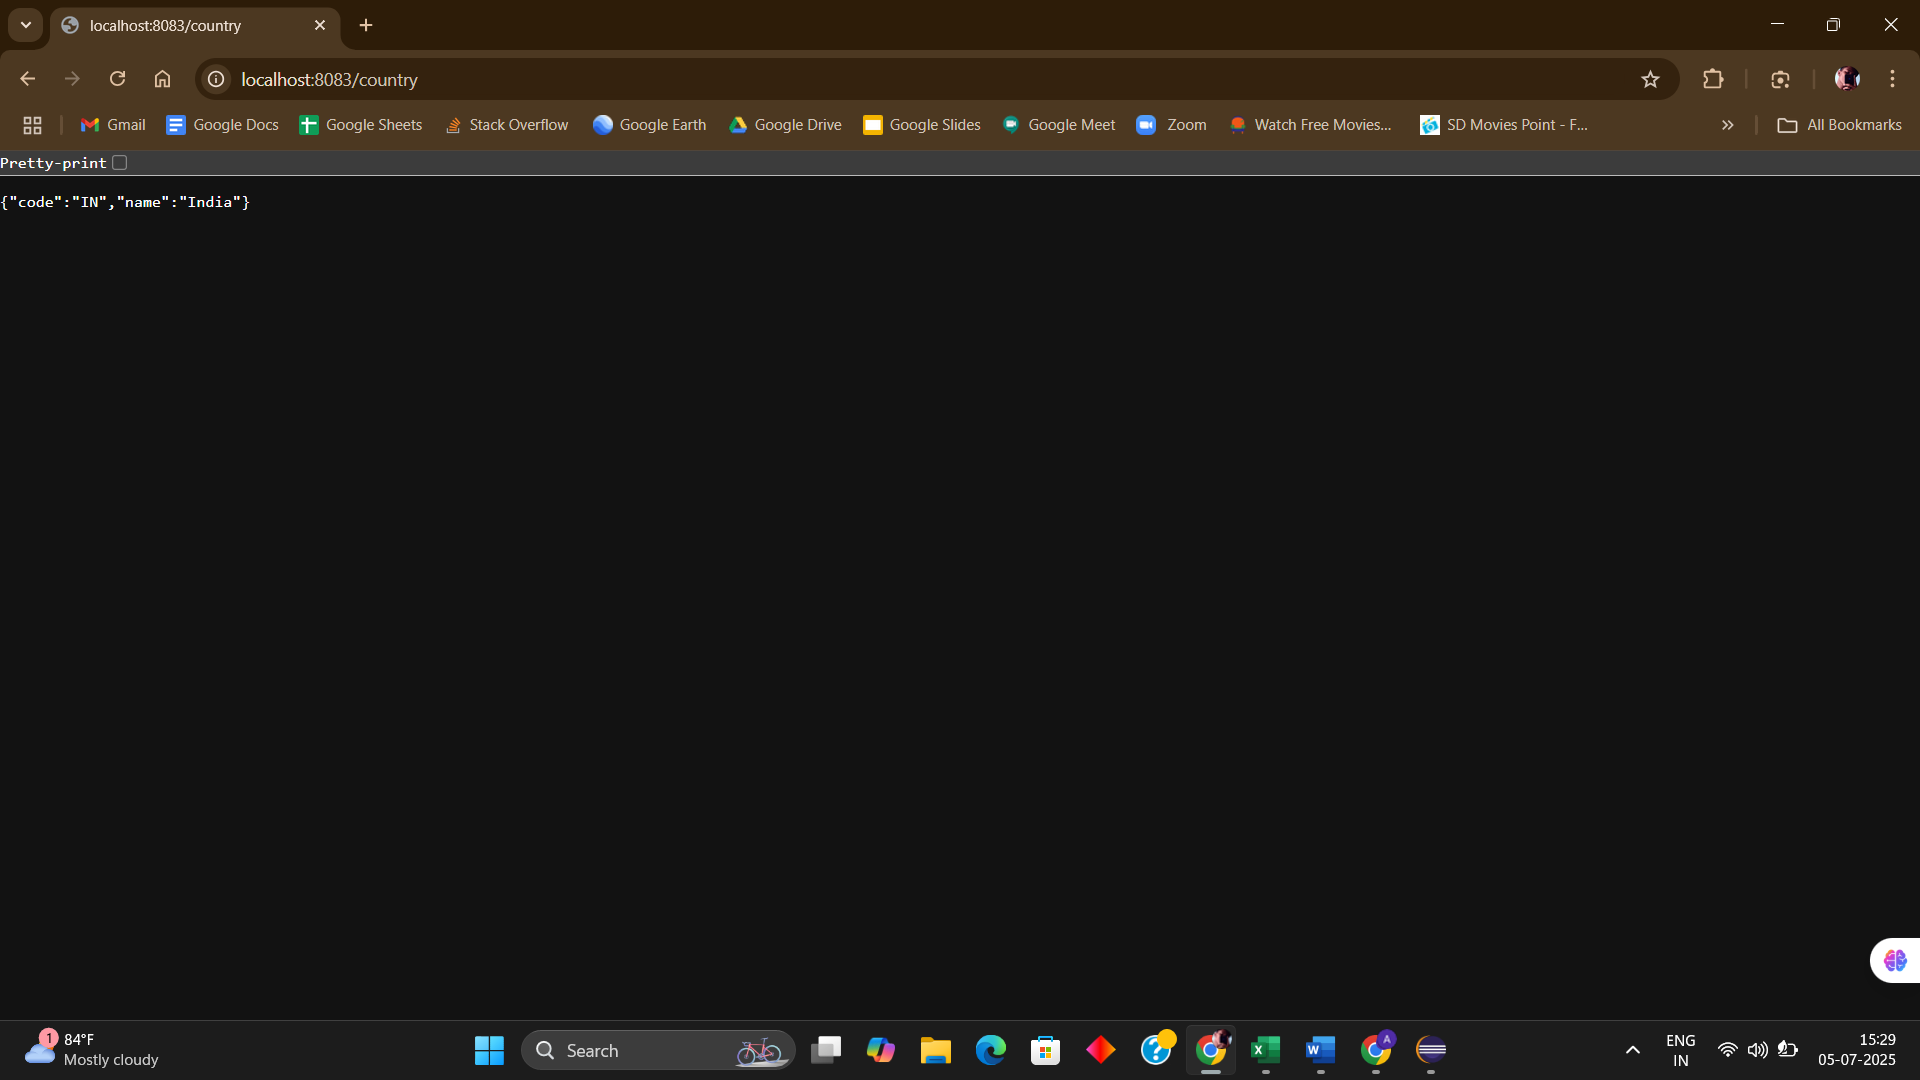 localhost:8083/country
localhost:8083/country
Gmail Google Docs Google Sheets Stack Overflow Google Earth Google Drive Google Slides Google Meet Zoom Watch Free Movies... SD Movies Point - F... All Bookmarks
Pretty-print
{"code":"IN","name":"India"}
1
84°F
Mostly cloudy
Search
A
ENG
IN
15:29
05-07-2025